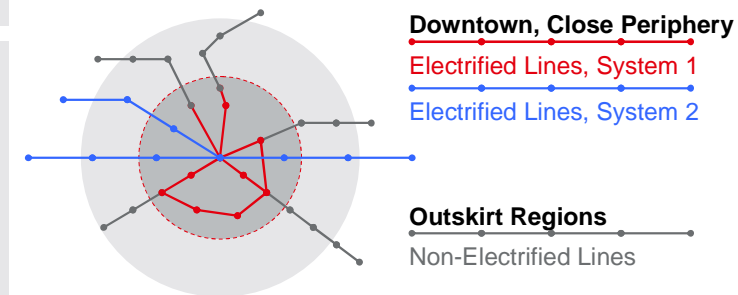 Downtown, Close Periphery
Electrified Lines, System 1
Electrified Lines, System 2
Outskirt Regions
Non-Electrified Lines